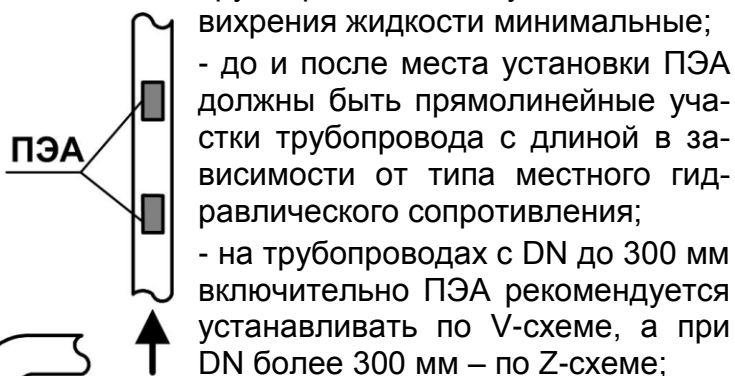 вихрения жидкости минимальные;
- до и после места установки ПЭА
должны быть прямолинейные уча-
стки трубопровода с длиной в за-
висимости от типа местного гид-
равлического сопротивления;
- на трубопроводах с DN до 300 мм
включительно ПЭА рекомендуется
устанавливать по V-схеме, а при
DN более 300 мм – по Z-схеме;
ПЭА